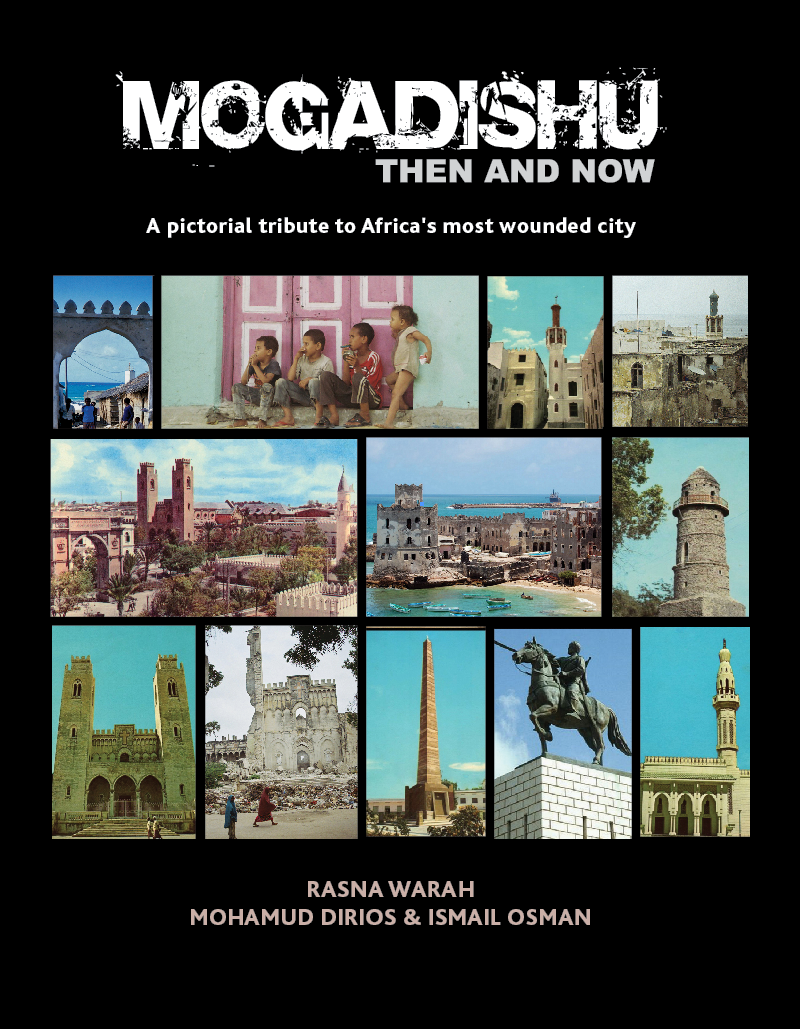 MOGADISHU
THEN AND NOW
A pictorial tribute to Africa's most wounded city
RASNA WARAH
MOHAMUD DIRIOS & ISMAIL OSMAN